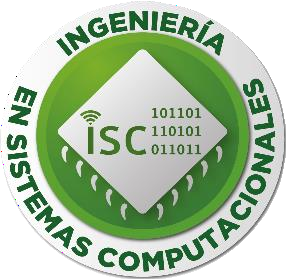 INGENIERÍA
EN SISTEMAS COMPUTACIONALES
isc
101101
110101
011011